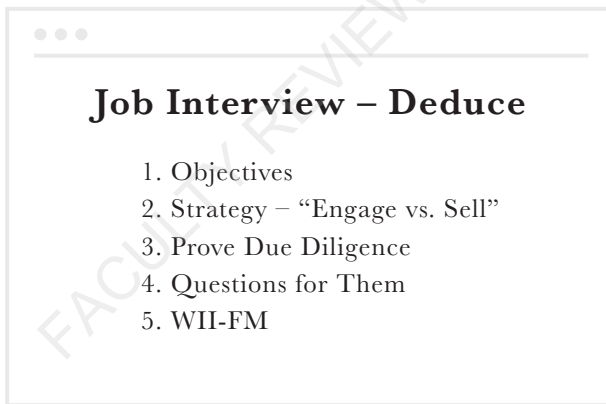 Job Interview – Deduce
1. Objectives
2. Strategy – “Engage vs. Sell”
3. Prove Due Diligence
4. Questions for Them
5. WII-FM
FACULTY REVIEW